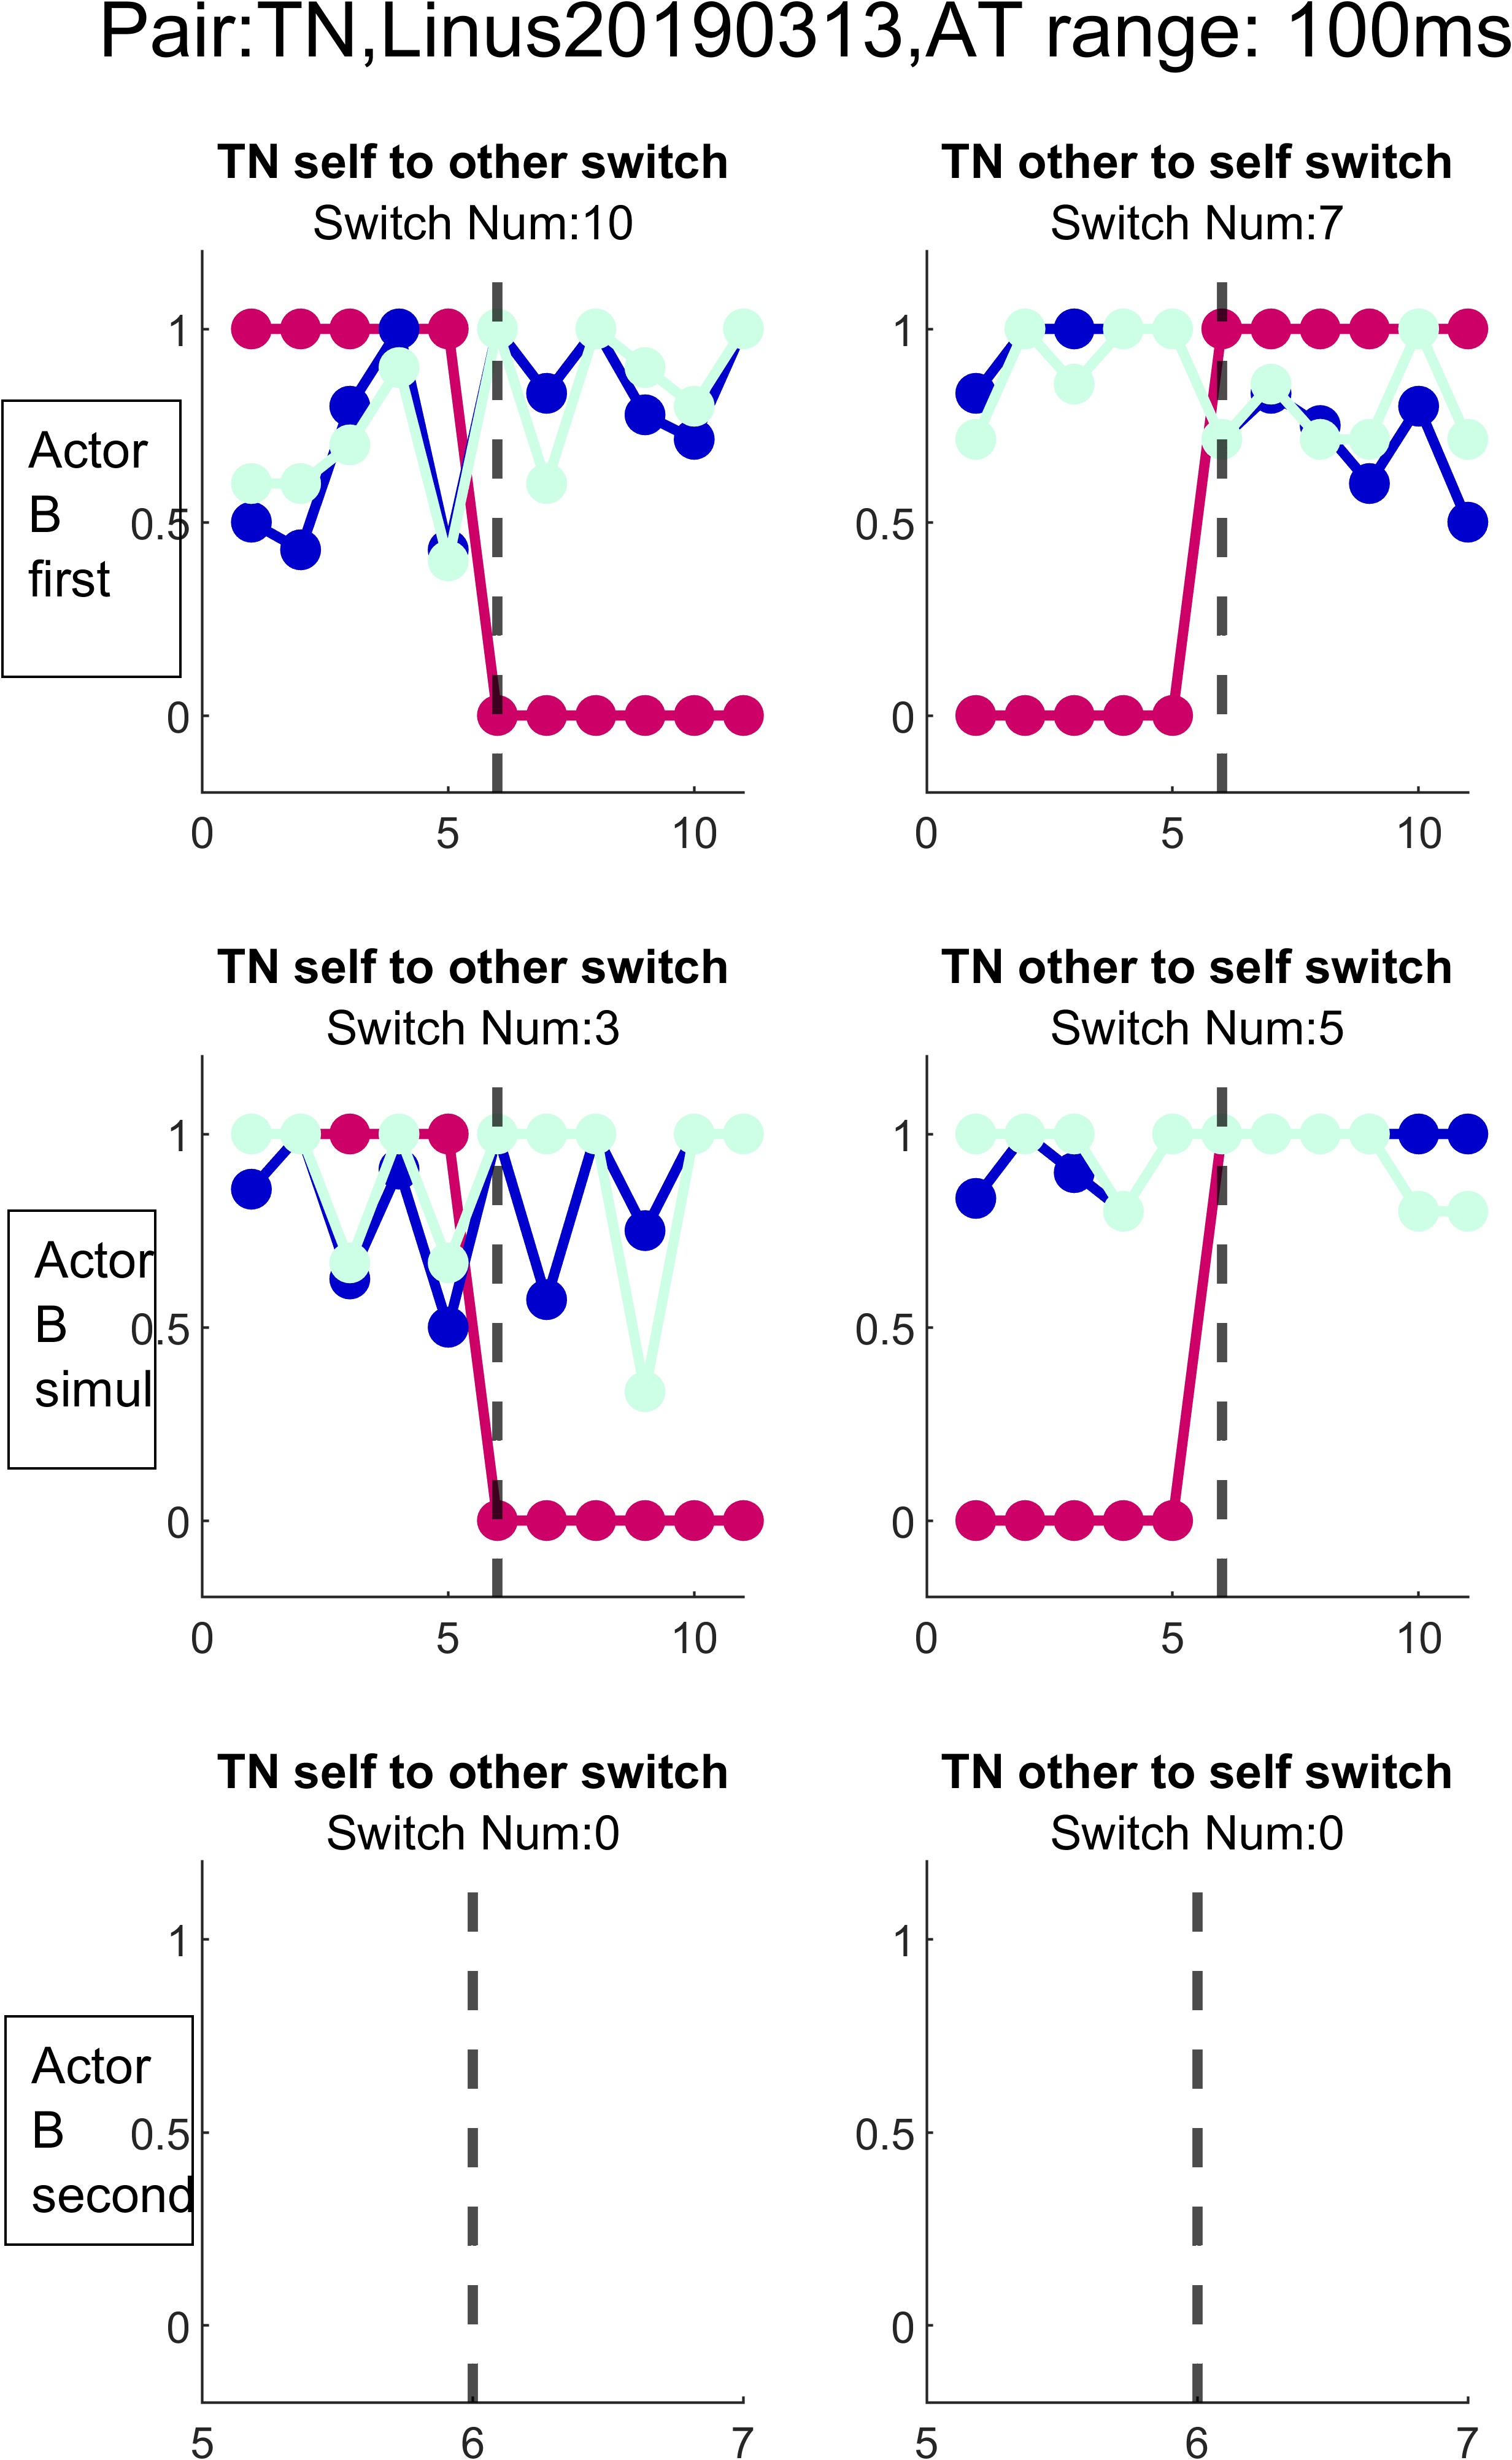 Pair:TN,Linus20190313,AT range: 100ms
TN self to other switch
Switch Num:10
TN other to self switch
Switch Num:7
Actor
B
first
1
0.5
0
0
5
10
1
0.5
0
0
5
10
TN self to other switch
Switch Num:3
TN other to self switch
Switch Num:5
Actor
B
simul
1
0.5
0
0
5
10
1
0.5
0
0
5
10
TN self to other switch
Switch Num:0
TN other to self switch
Switch Num:0
Actor
B
second
1
0.5
0
5
6
7
1
0.5
0
5
6
7